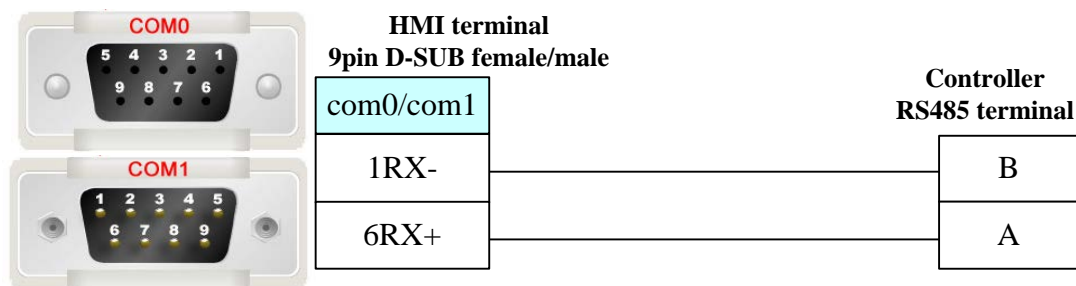 COM0
5 4 3 2 1
9 8 7 6
COM1
1 2 3 4 5
6 7 8 9
HMI terminal
9pin D-SUB female/male
com0/com1
1RX-
6RX+
Controller
RS485 terminal
B
A